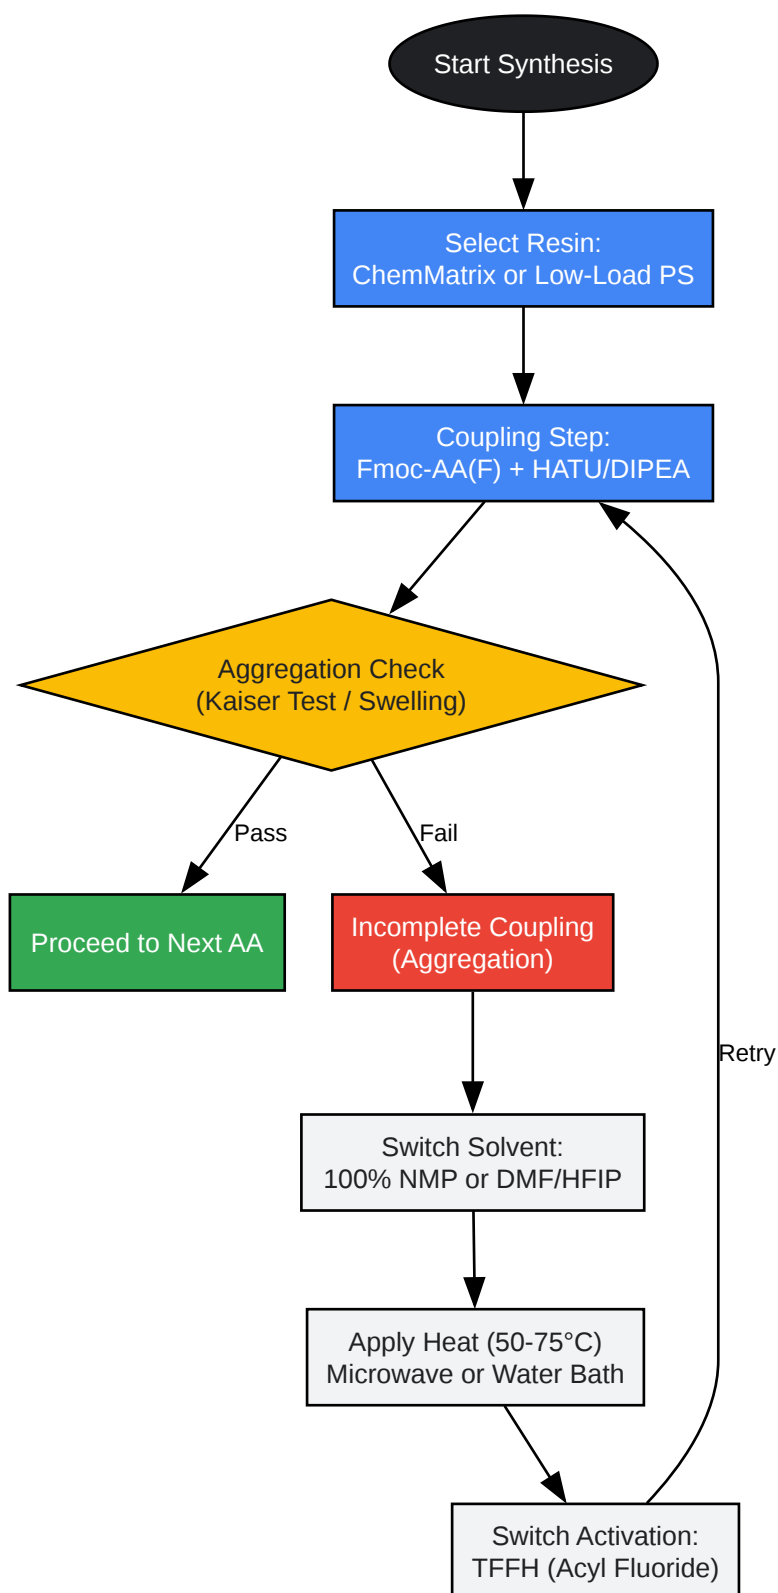 Start Synthesis
Select Resin:
ChemMatrix or Low-Load PS
Coupling Step:
Fmoc-AA(F) + HATU/DIPEA
Aggregation Check
(Kaiser Test / Swelling)
Pass
Fail
Proceed to Next AA
Incomplete Coupling
(Aggregation)
Retry
Switch Solvent:
100% NMP or DMF/HFIP
Apply Heat (50-75°C)
Microwave or Water Bath
Switch Activation:
TFFH (Acyl Fluoride)